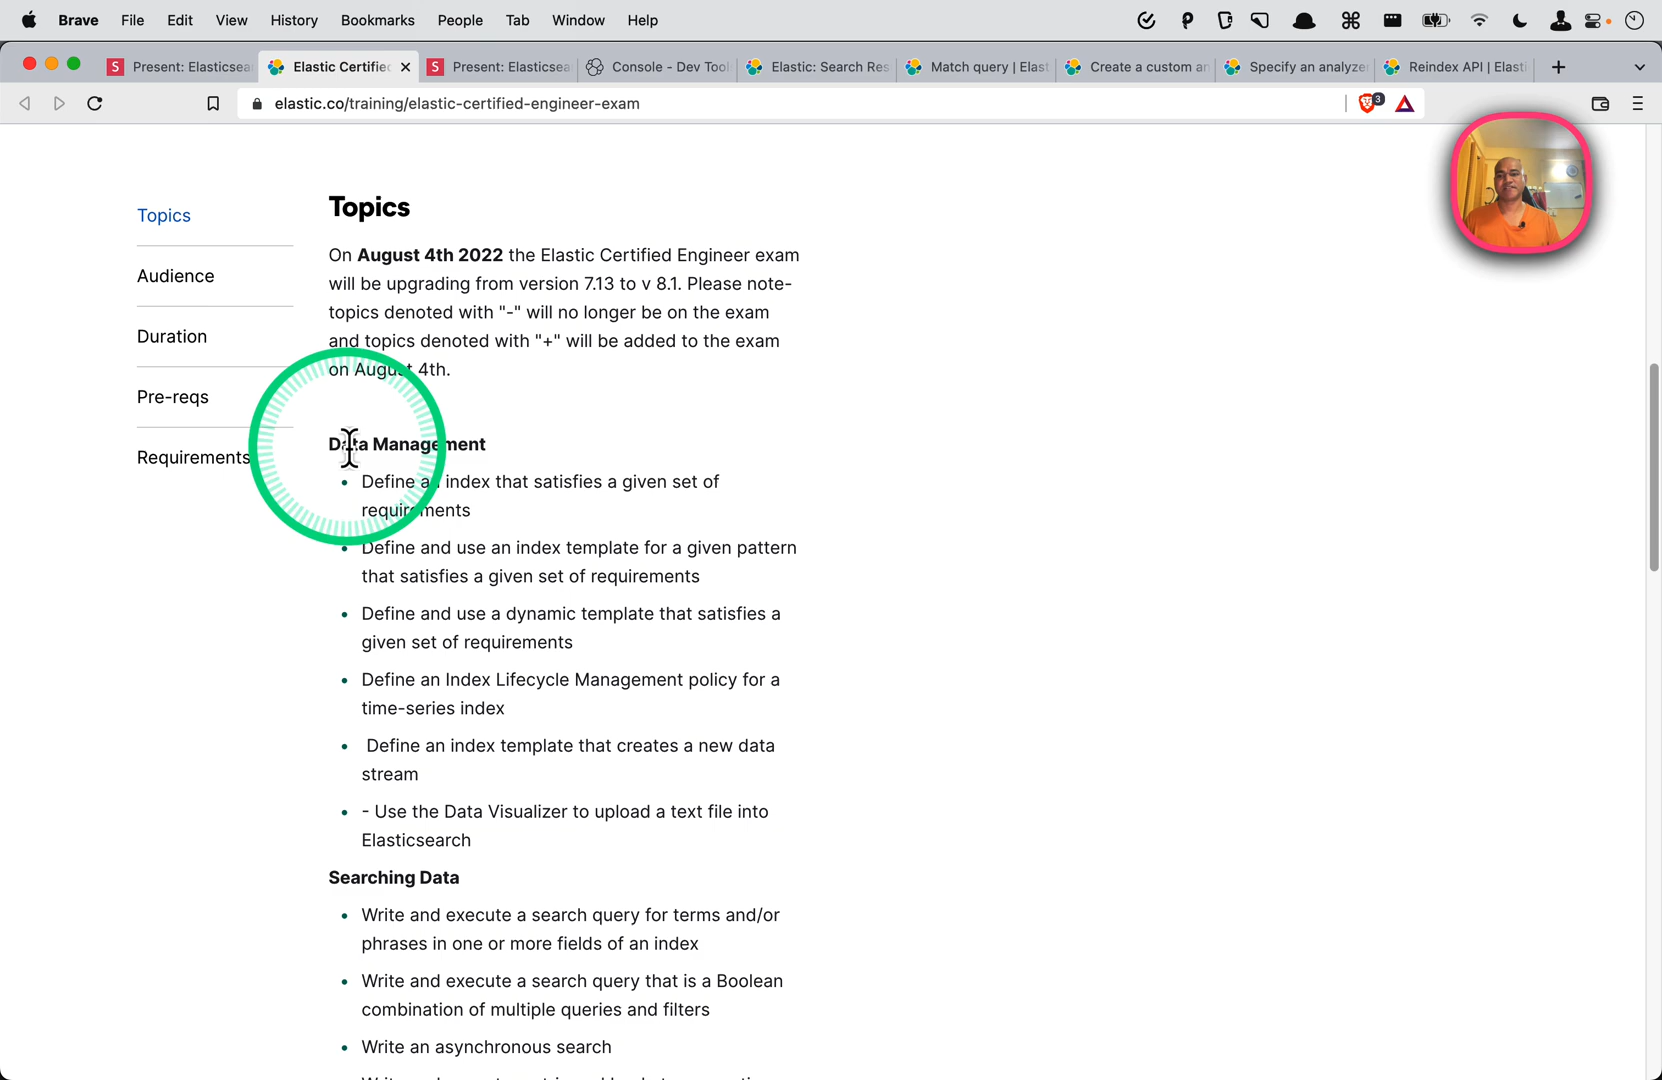 Brave File Edit View History Bookmarks People Tab Window Help
Present: Elasticsea
Elastic Certified
Present: Elasticsea
Console - Dev Tool
Elastic: Search Res
Match query | Elast
Create a custom an
Specify an analyze
Reindex API | Elasti
elastic.co/training/elastic-certified-engineer-exam
3
Topics
Audience
Duration
Pre-reqs
Requirements
Topics
On August 4th 2022 the Elastic Certified Engineer exam
will be upgrading from version 7.13 to v 8.1. Please note-
topics denoted with "-" will no longer be on the exam
and topics denoted with "+" will be added to the exam
on August 4th.
Data Management
• Define an index that satisfies a given set of
requirements
• Define and use an index template for a given pattern
that satisfies a given set of requirements
• Define and use a dynamic template that satisfies a
given set of requirements
• Define an Index Lifecycle Management policy for a
time-series index
• Define an index template that creates a new data
stream
• - Use the Data Visualizer to upload a text file into
Elasticsearch
Searching Data
• Write and execute a search query for terms and/or
phrases in one or more fields of an index
• Write and execute a search query that is a Boolean
combination of multiple queries and filters
• Write an asynchronous search